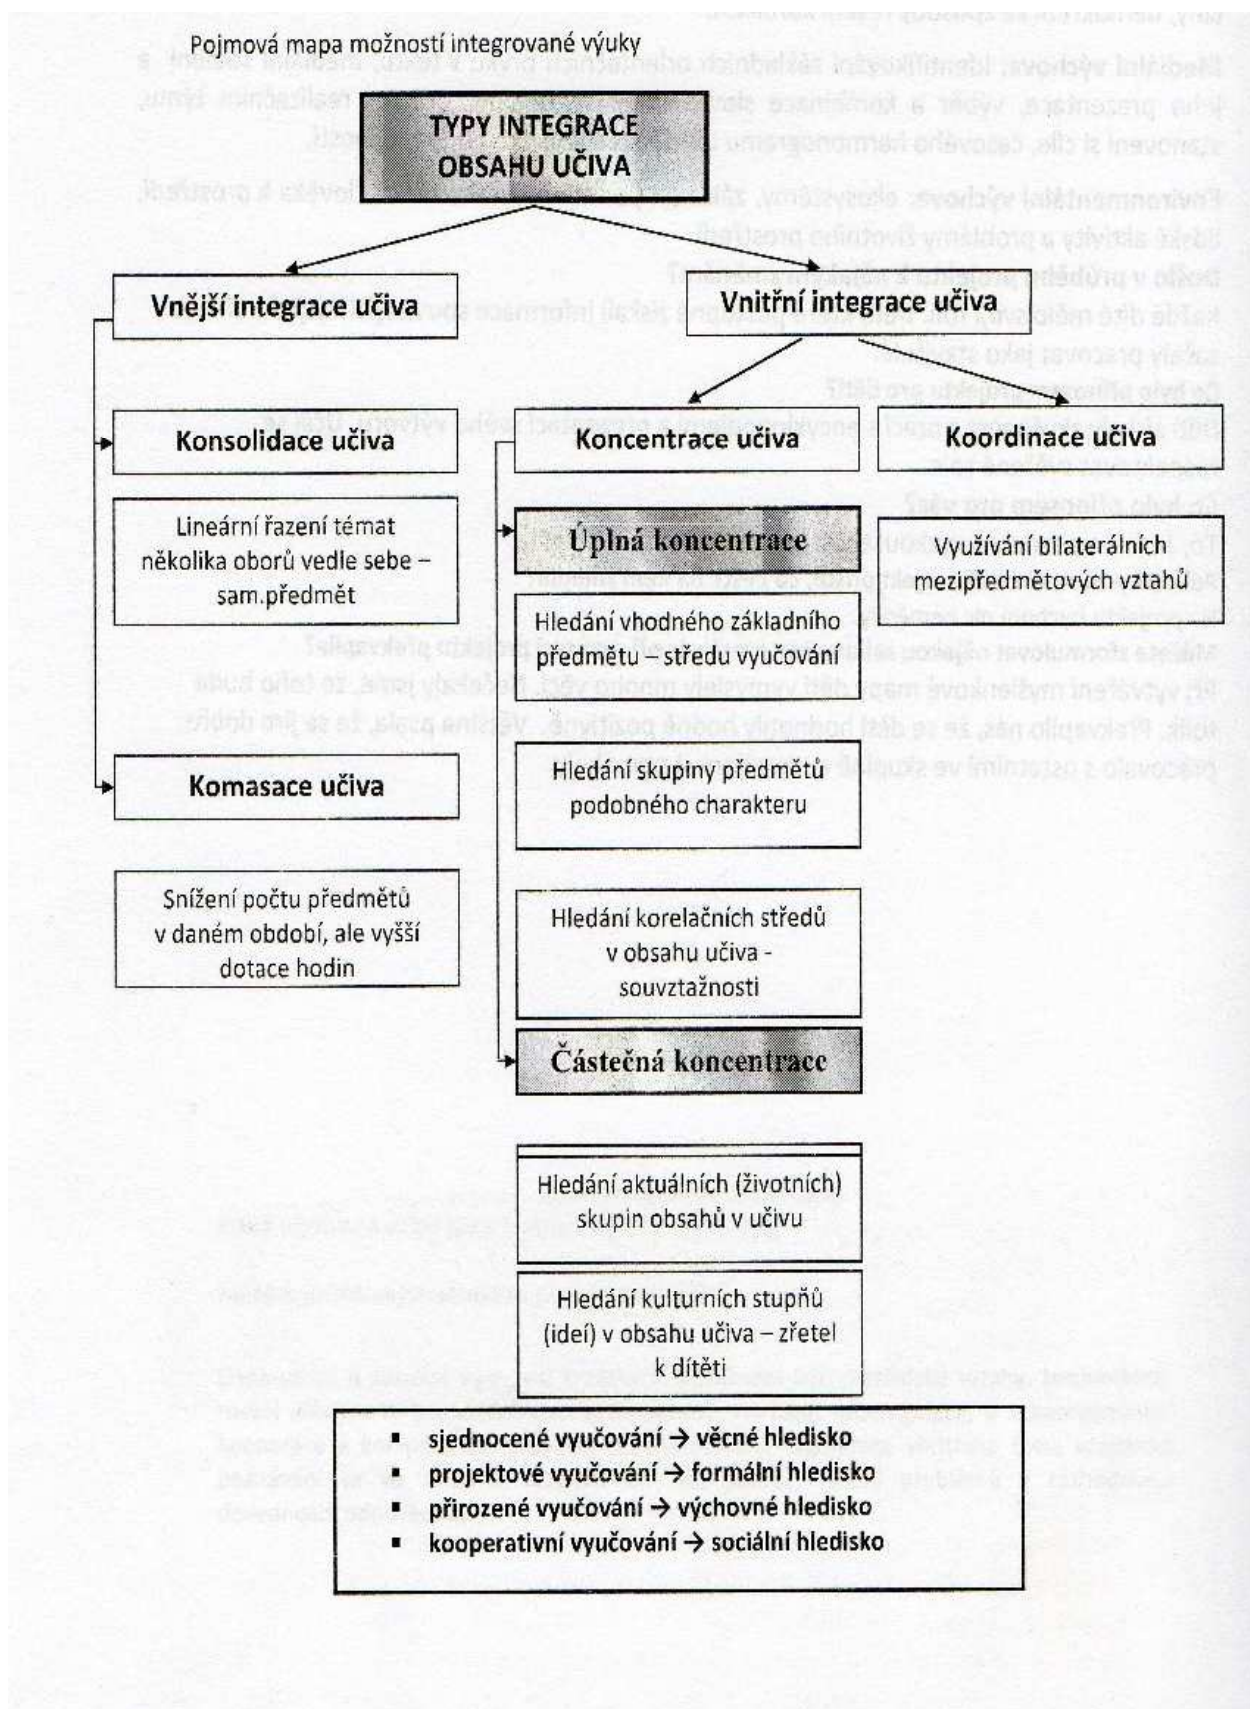 Pojmová mapa možností integrované výuky
TYPY INTEGRACE
OBSAHU UČIVA
Vnější integrace učiva
Vnitřní integrace učiva
Konsolidace učiva
Koncentrace učiva
Koordinace učiva
Lineární řazení témat
několika oborů vedle sebe –
sam.předmět
Úplná koncentrace
Využívání bilaterálních
mezipředmětových vztahů
Hledání vhodného základního
předmětu – středu vyučování
Komasace učiva
Hledání skupiny předmětů
podobného charakteru
Snížení počtu předmětů
v daném období, ale vyšší
dotace hodin
Hledání korelačních středů
v obsahu učiva -
souvztažnosti
Částečná koncentrace
Hledání aktuálních (životních)
skupin obsahů v učivu
Hledání kulturních stupňů
(ideí) v obsahu učiva – zřetel
k dítěti
▪ sjednocené vyučování → věcné hledisko
▪ projektové vyučování → formální hledisko
▪ přirozené vyučování → výchovné hledisko
▪ kooperativní vyučování → sociální hledisko